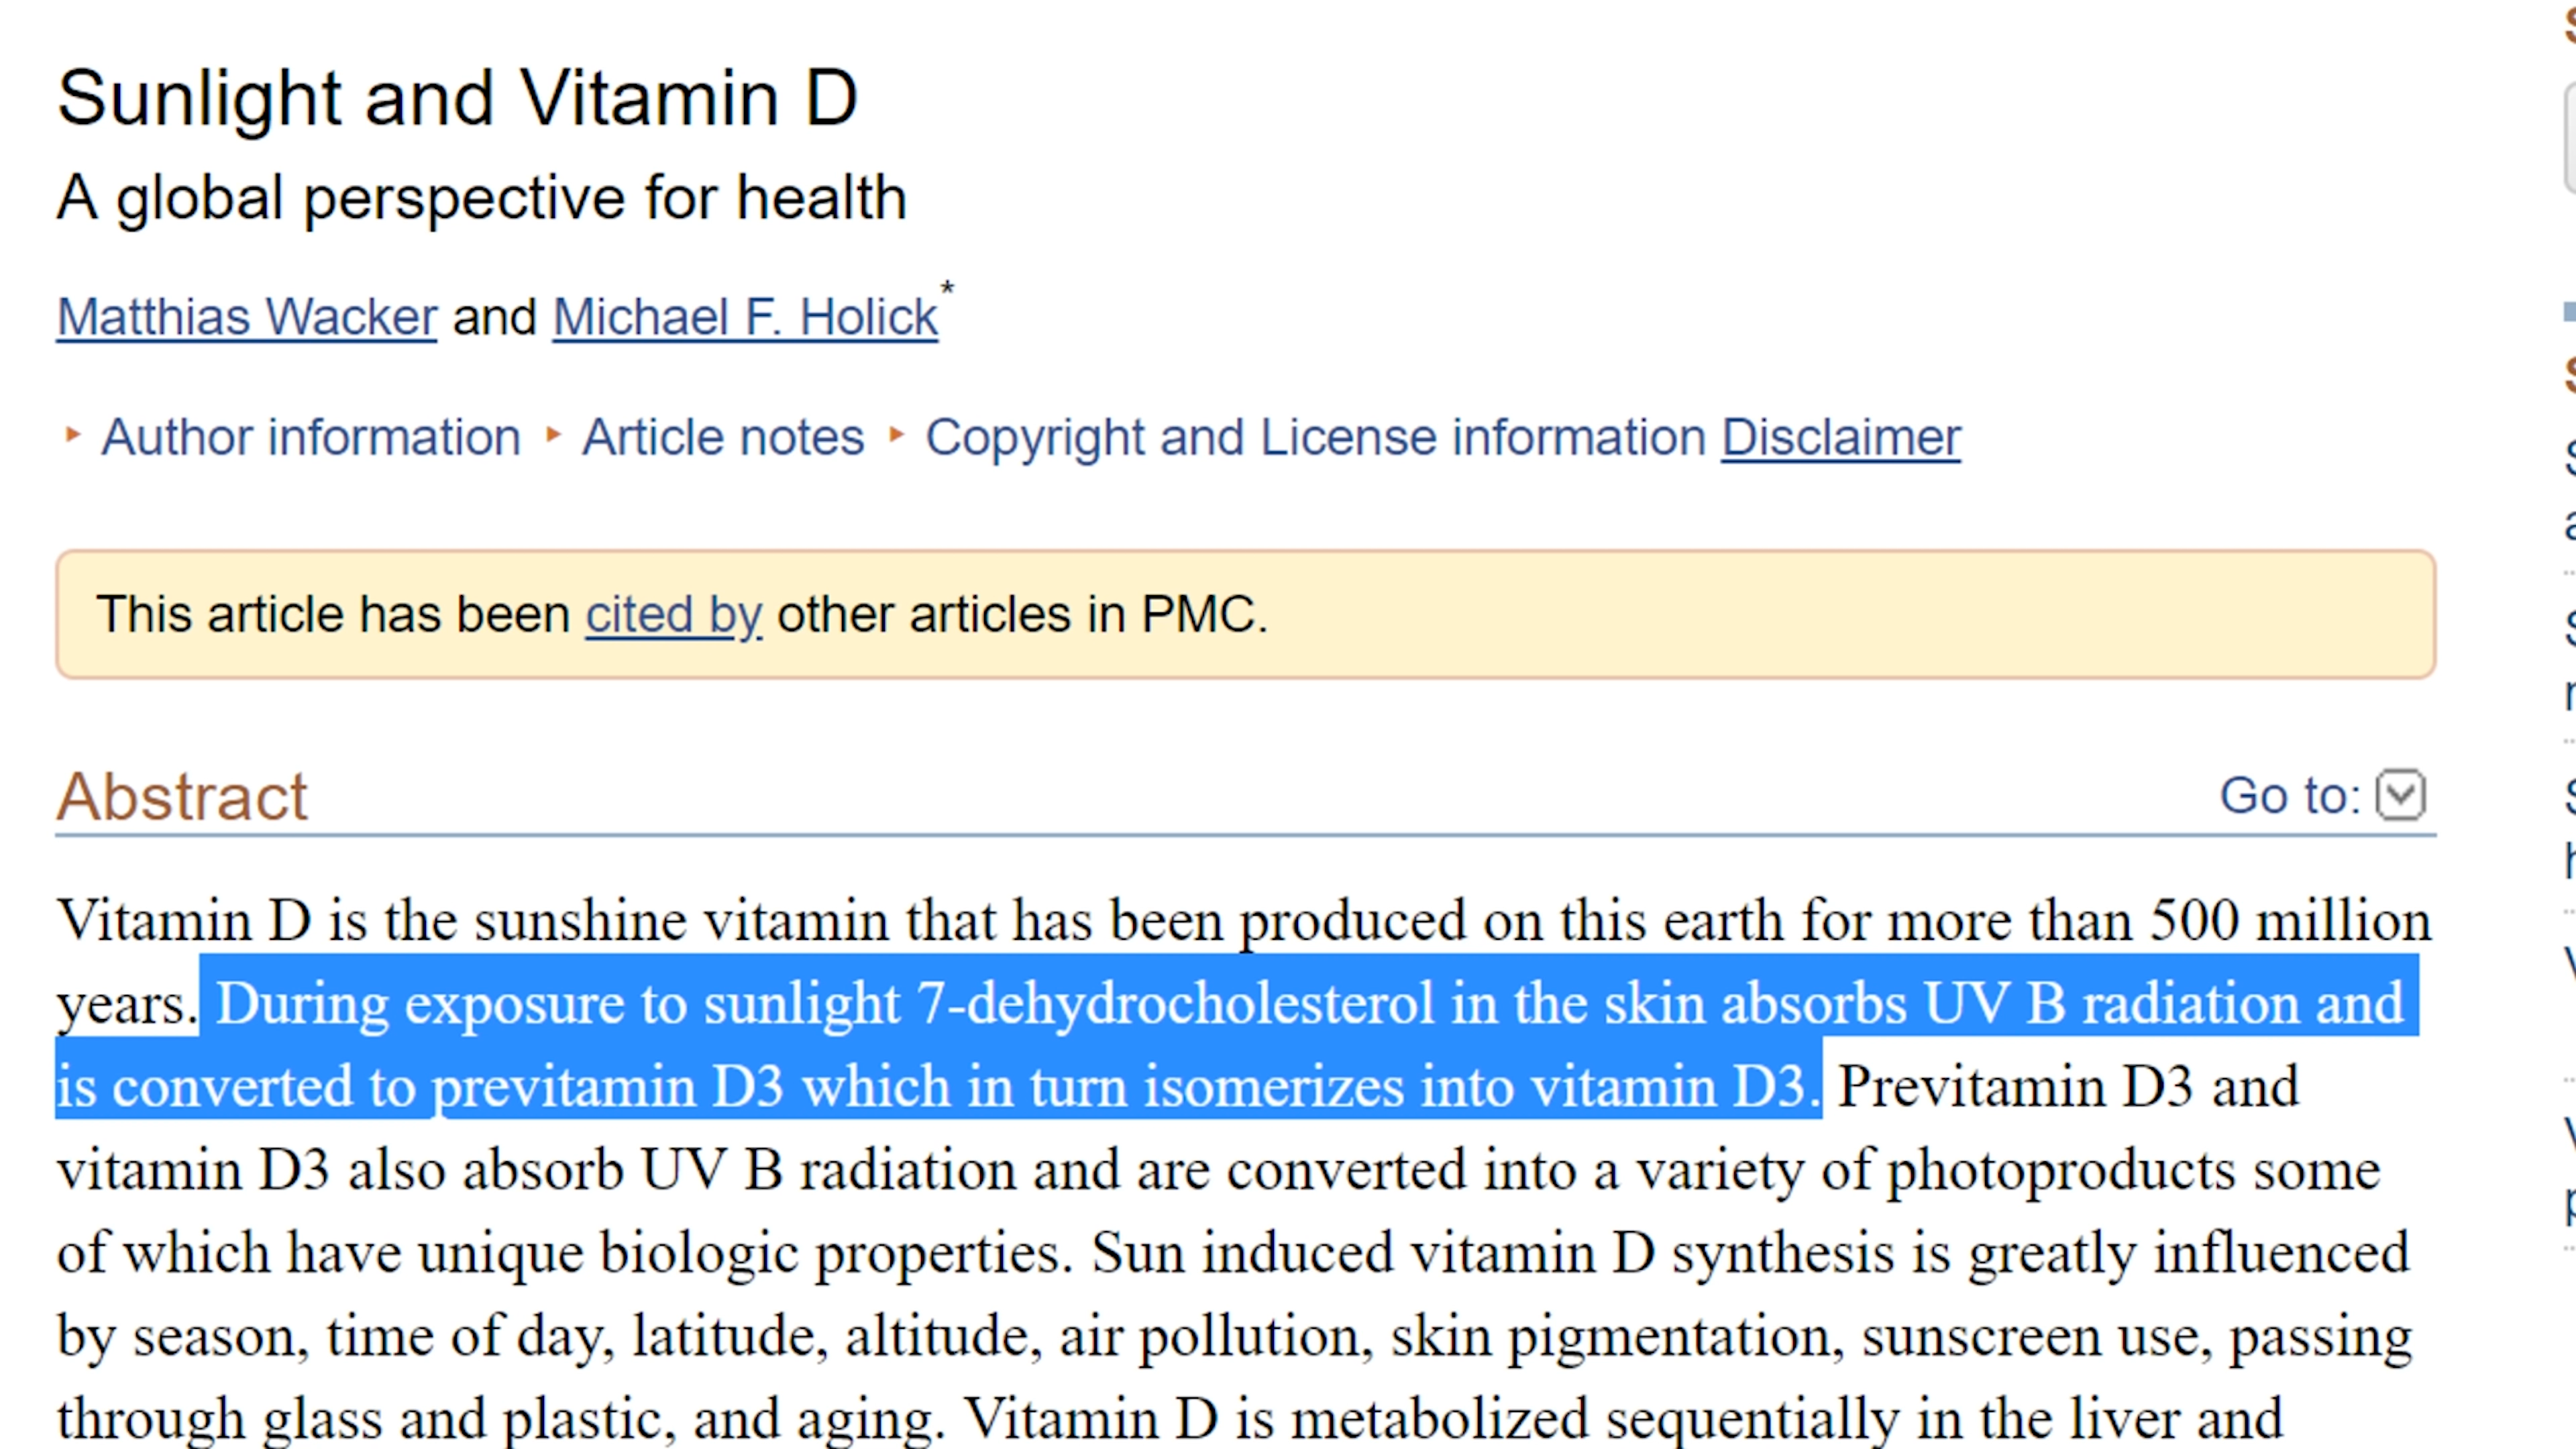 Sunlight and Vitamin D
A global perspective for health
Matthias Wacker and Michael F. Holick*
‣ Author information ‣ Article notes ‣ Copyright and License information Disclaimer
This article has been cited by other articles in PMC.
Abstract
Go to:
Vitamin D is the sunshine vitamin that has been produced on this earth for more than 500 million
years. During exposure to sunlight 7-dehydrocholesterol in the skin absorbs UV B radiation and
is converted to previtamin D3 which in turn isomerizes into vitamin D3. Previtamin D3 and
vitamin D3 also absorb UV B radiation and are converted into a variety of photoproducts some
of which have unique biologic properties. Sun induced vitamin D synthesis is greatly influenced
by season, time of day, latitude, altitude, air pollution, skin pigmentation, sunscreen use, passing
through glass and plastic, and aging. Vitamin D is metabolized sequentially in the liver and